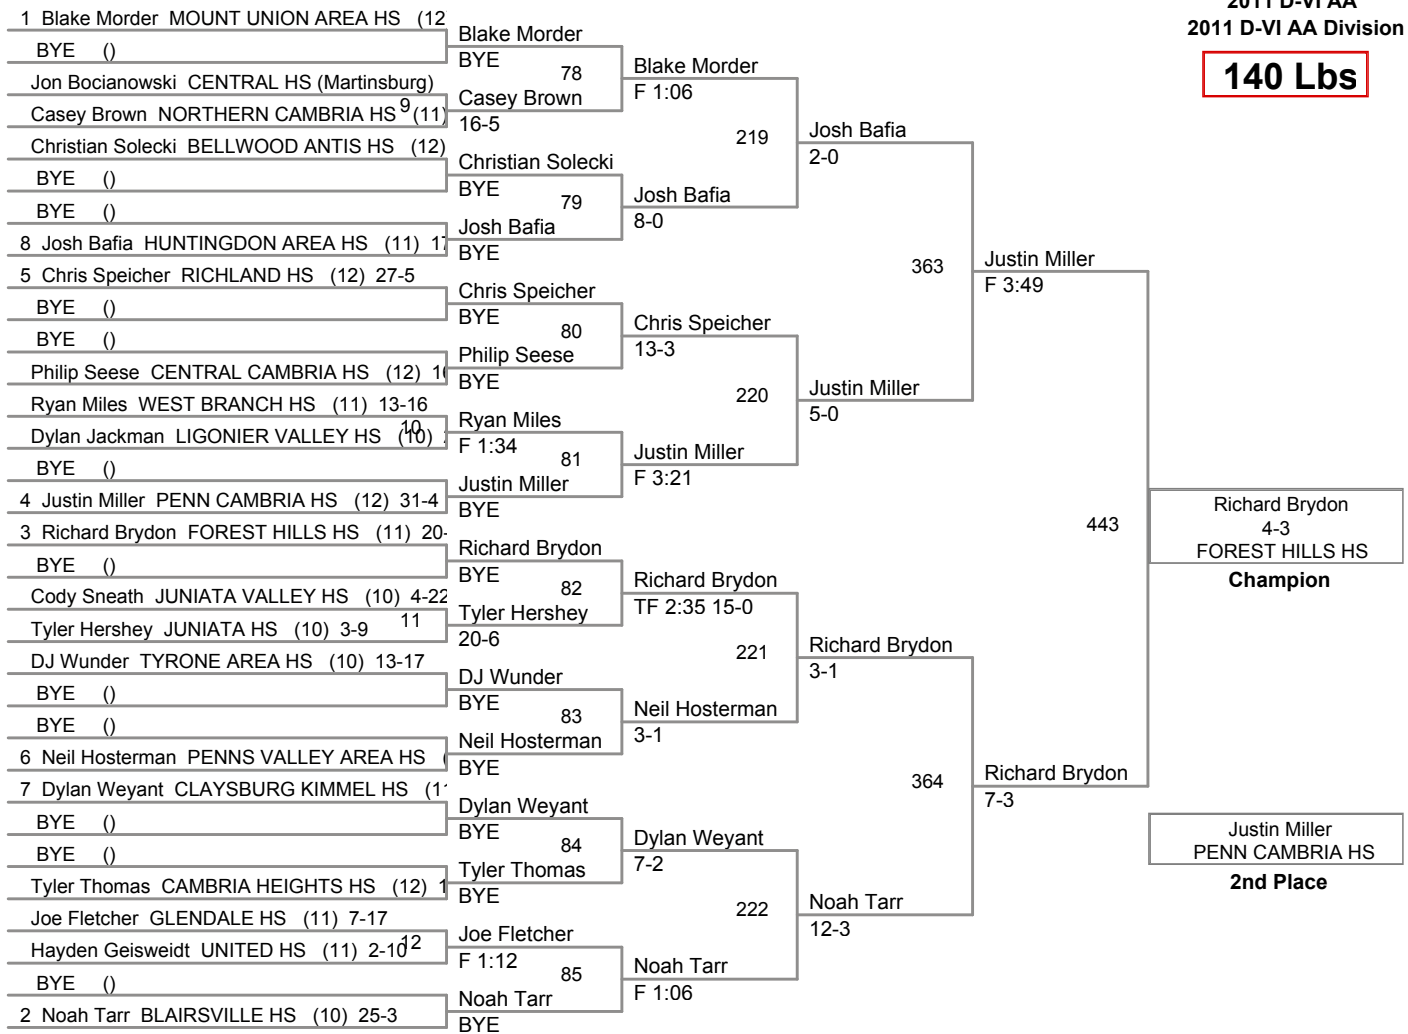 2011 D-VI AA
2011 D-VI AA Division
140 Lbs
1 Blake Morder MOUNT UNION AREA HS (12
BYE ()
Jon Bocianowski CENTRAL HS (Martinsburg)
Casey Brown NORTHERN CAMBRIA HS (11)
9
Christian Solecki BELLWOOD ANTIS HS (12)
BYE ()
BYE ()
8 Josh Bafia HUNTINGDON AREA HS (11) 17
5 Chris Speicher RICHLAND HS (12) 27-5
BYE ()
BYE ()
Philip Seese CENTRAL CAMBRIA HS (12) 1
Ryan Miles WEST BRANCH HS (11) 13-16
Dylan Jackman LIGONIER VALLEY HS (10)
10
BYE ()
4 Justin Miller PENN CAMBRIA HS (12) 31-4
3 Richard Brydon FOREST HILLS HS (11) 20-
BYE ()
Cody Sneath JUNIATA VALLEY HS (10) 4-22
Tyler Hershey JUNIATA HS (10) 3-9
11
DJ Wunder TYRONE AREA HS (10) 13-17
BYE ()
BYE ()
6 Neil Hosterman PENNS VALLEY AREA HS (
7 Dylan Weyant CLAYSBURG KIMMEL HS (11
BYE ()
BYE ()
Tyler Thomas CAMBRIA HEIGHTS HS (12) 1
Joe Fletcher GLENDALE HS (11) 7-17
Hayden Geisweidt UNITED HS (11) 2-10
12
BYE ()
2 Noah Tarr BLAIRSVILLE HS (10) 25-3
Blake Morder
BYE
78
Casey Brown
16-5
Christian Solecki
BYE
79
Josh Bafia
BYE
Chris Speicher
BYE
80
Philip Seese
BYE
Ryan Miles
F 1:34
81
Justin Miller
BYE
Richard Brydon
BYE
82
Tyler Hershey
20-6
DJ Wunder
BYE
83
Neil Hosterman
BYE
Dylan Weyant
BYE
84
Tyler Thomas
BYE
Joe Fletcher
F 1:12
85
Noah Tarr
BYE
Blake Morder
F 1:06
219
Josh Bafia
8-0
Chris Speicher
13-3
220
Justin Miller
F 3:21
Richard Brydon
TF 2:35 15-0
221
Neil Hosterman
3-1
Dylan Weyant
7-2
222
Noah Tarr
F 1:06
Josh Bafia
2-0
363
Justin Miller
5-0
Richard Brydon
3-1
364
Noah Tarr
12-3
Justin Miller
F 3:49
443
Richard Brydon
7-3
Richard Brydon
4-3
FOREST HILLS HS
Champion
Justin Miller
PENN CAMBRIA HS
2nd Place